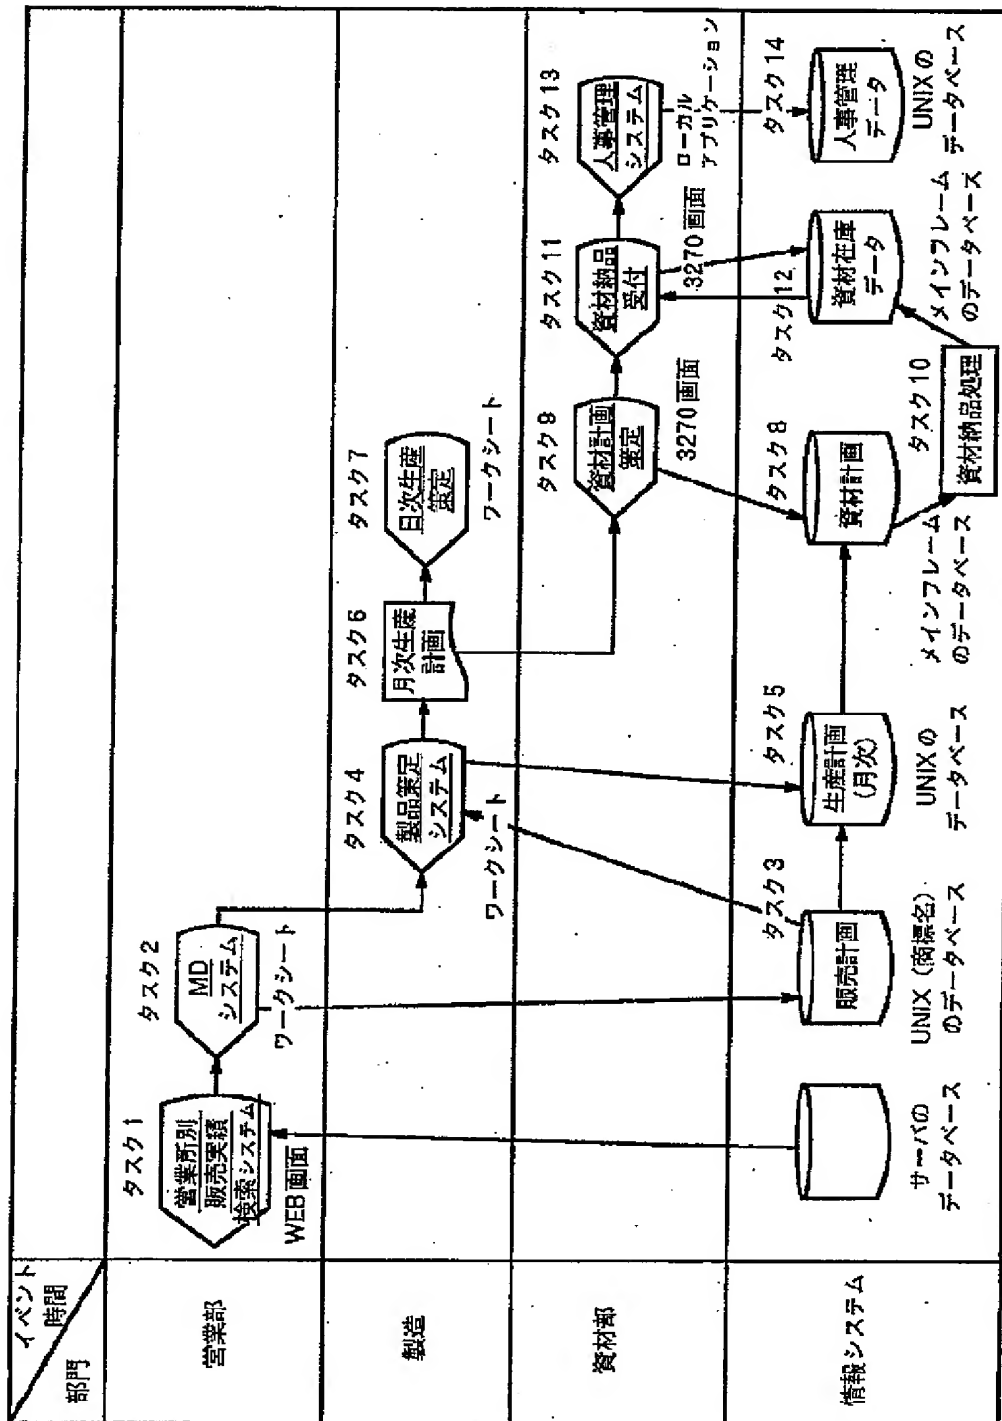 イベント
時間
部門
営業部
製造
資材部
情報システム
タスク1
営業所別
販売実績
検索システム
WEB画面
タスク2
MD
システム
ワークシート
タスク4
製品策定
システム
ワークシート
タスク6
月次生産
計画
タスク7
日次生産
策定
ワークシート
タスク9
資材計画
策定
3270画面
タスク11
資材納品
受付
3270画面
タスク13
人事管理
システム
ローカル
アプリケーション
サーバの
データベース
タスク3
販売計画
UNIX(商標名)
のデータベース
タスク5
生産計画
(月次)
UNIXの
データベース
タスク8
資材計画
メインフレーム
のデータベース
タスク10
資材納品処理
タスク12
資材在庫
データ
メインフレーム
のデータベース
タスク14
人事管理
データ
UNIXの
データベース